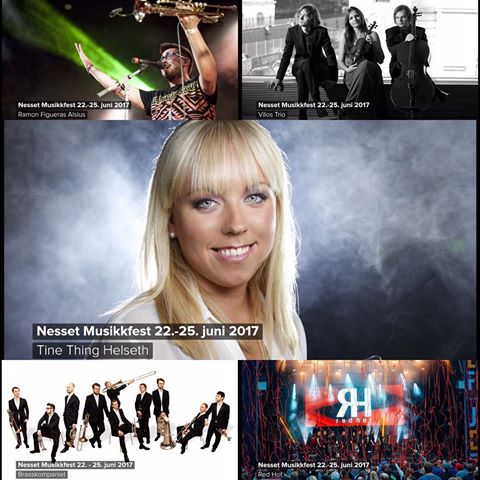 Nesset Musikkfest 22.-25. juni 2017
Ramon Figueras Alsius
Nesset Musikkfest 22.-25. juni 2017
Vilos Trio
Nesset Musikkfest 22.-25. juni 2017
Tine Thing Helseth
Nesset Musikkfest 22.- 25. juni 2017
Brasskompaniet
RH
redhot
Nesset Musikkfest 22.-25. juni 2017
Red Hot